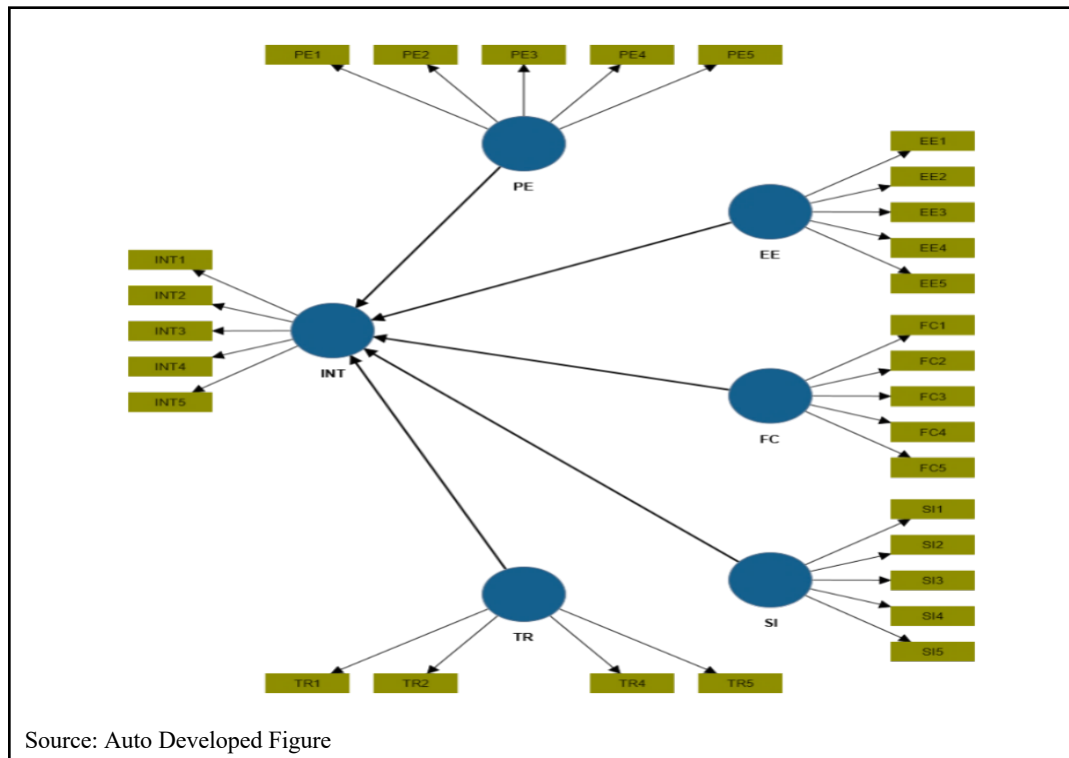 PE1 PE2 PE3 PE4 PE5
PE
EE1
EE2
EE3
EE4
EE5
EE
INT1
INT2
INT3
INT4
INT5
INT
FC1
FC2
FC3
FC4
FC5
FC
SI1
SI2
SI3
SI4
SI5
SI
TR
TR1 TR2 TR4 TR5
Source: Auto Developed Figure